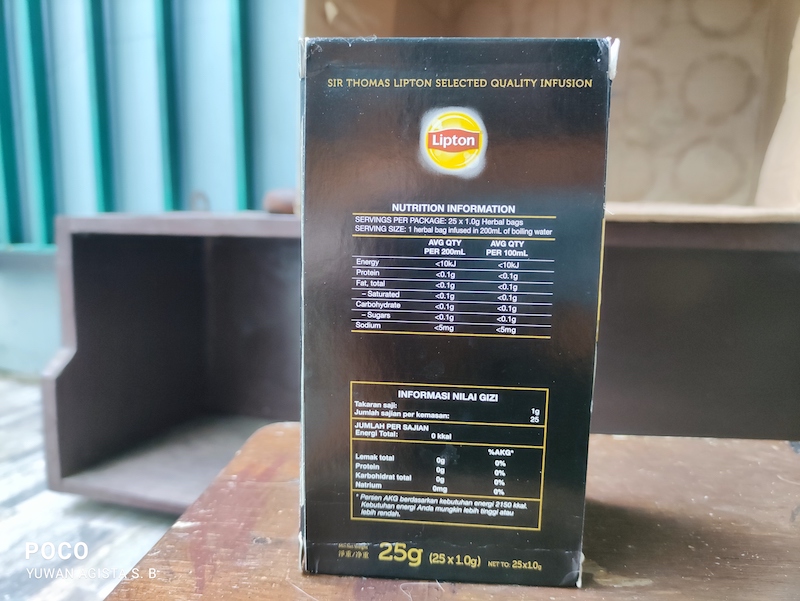 SIR THOMAS LIPTON SELECTED QUALITY INFUSION
Lipton
NUTRITION INFORMATION
SERVINGS PER PACKAGE: 25 x 1.0g Herbal bags
SERVING SIZE: 1 herbal bag infused in 200mL of boiling water
AVG QTY PER 200mL AVG QTY PER 100mL
Energy <10kJ <10kJ
Protein <0.1g <0.1g
Fat, total <0.1g <0.1g
– Saturated <0.1g <0.1g
Carbohydrate <0.1g <0.1g
– Sugars <0.1g <0.1g
Sodium <5mg <5mg
INFORMASI NILAI GIZI
Takaran saji: 1g
Jumlah sajian per kemasan: 25
JUMLAH PER SAJIAN
Energi Total: 0 kkal
%AKG*
Lemak total 0g 0%
Protein 0g 0%
Karbohidrat total 0g 0%
Natrium 0mg 0%
* Persen AKG berdasarkan kebutuhan energi 2150 kkal.
Kebutuhan energi Anda mungkin lebih tinggi atau
lebih rendah.
净重/淨重 25g (25 x 1.0g) NET TO: 25x1.0g
POCO